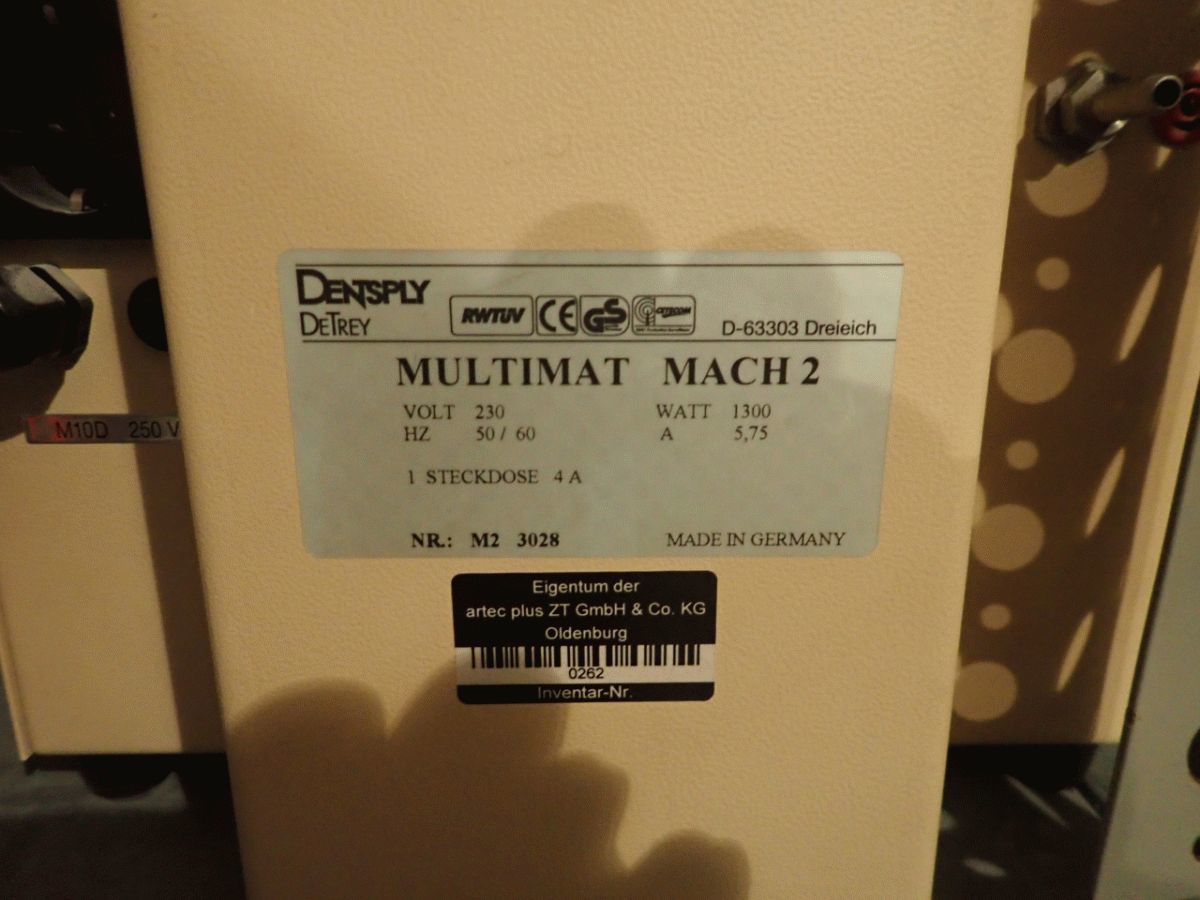 DENTSPLY
DETREY
RWTÜV CE GS CETECOM
D-63303 Dreieich
MULTIMAT MACH 2
VOLT 230 WATT 1300
HZ 50 / 60 A 5,75
1 STECKDOSE 4 A
NR.: M2 3028 MADE IN GERMANY
M10D 250 V
Eigentum der
artec plus ZT GmbH & Co. KG
Oldenburg
0262
Inventar-Nr.